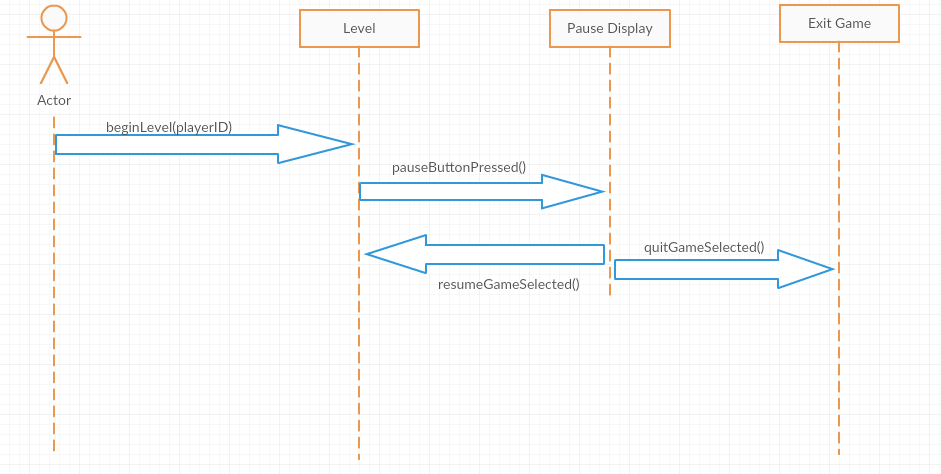 Level
Pause Display
Exit Game
Actor
beginLevel(playerID)
pauseButtonPressed()
quitGameSelected()
resumeGameSelected()